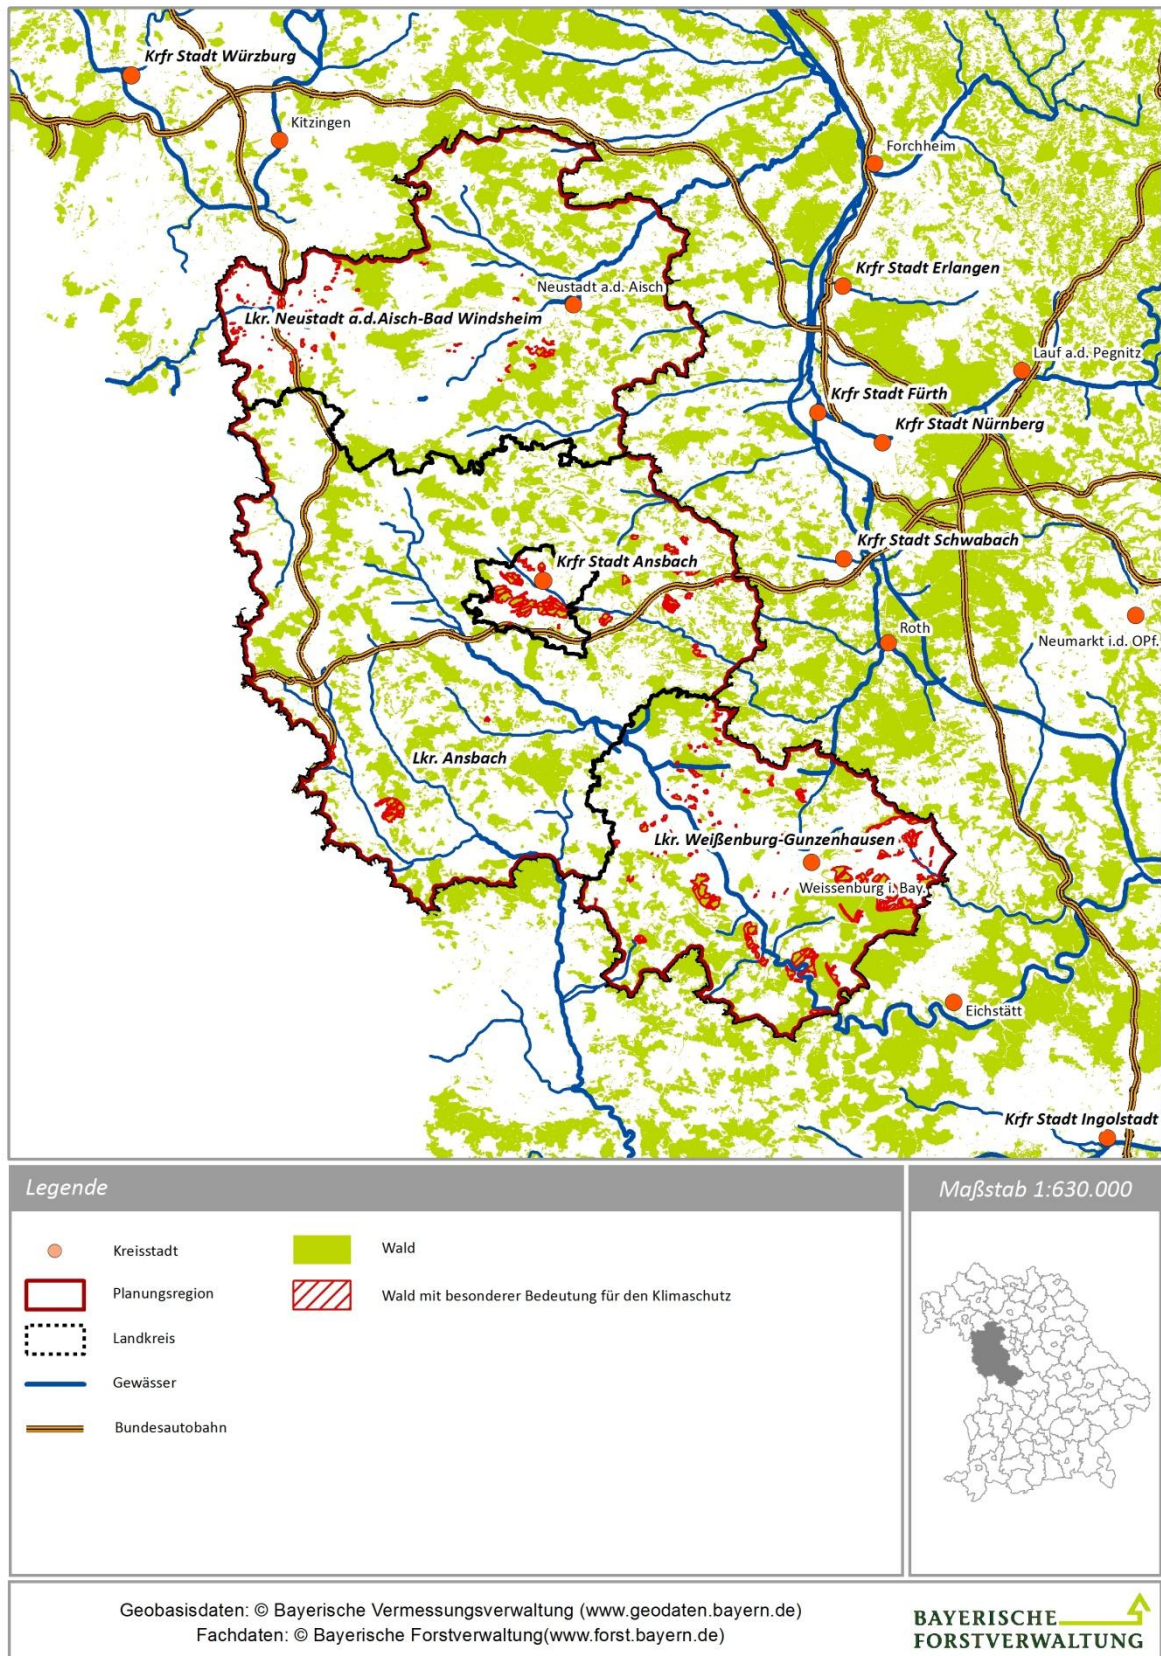 Krfr Stadt Würzburg
Kitzingen
Forchheim
Krfr Stadt Erlangen
Neustadt a.d. Aisch
Lkr. Neustadt a.d.Aisch-Bad Windsheim
Lauf a.d. Pegnitz
Krfr Stadt Fürth
Krfr Stadt Nürnberg
Krfr Stadt Schwabach
Krfr Stadt Ansbach
Roth
Neumarkt i.d. OPf.
Lkr. Ansbach
Lkr. Weißenburg-Gunzenhausen
Weissenburg i. Bay.
Eichstätt
Krfr Stadt Ingolstadt
Legende
Maßstab 1:630.000
Kreisstadt
Wald
Planungsregion
Wald mit besonderer Bedeutung für den Klimaschutz
Landkreis
Gewässer
Bundesautobahn
Geobasisdaten: © Bayerische Vermessungsverwaltung (www.geodaten.bayern.de)
Fachdaten: © Bayerische Forstverwaltung(www.forst.bayern.de)
BAYERISCHE
FORSTVERWALTUNG